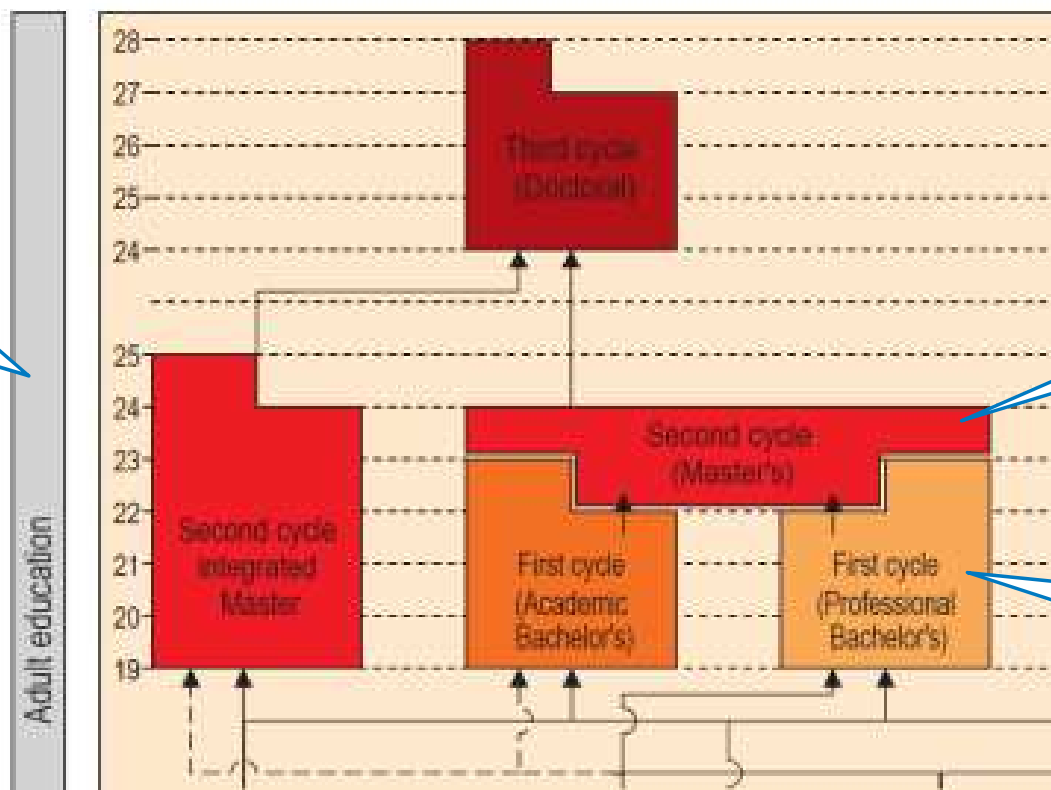 28
27
26
25
24
25
24
23
22
21
20
19
Adult education
Third cycle
(Doctoral)
Second cycle
(Master's)
Second cycle
integrated
Master
First cycle
(Academic
Bachelor's)
First cycle
(Professional
Bachelor's)